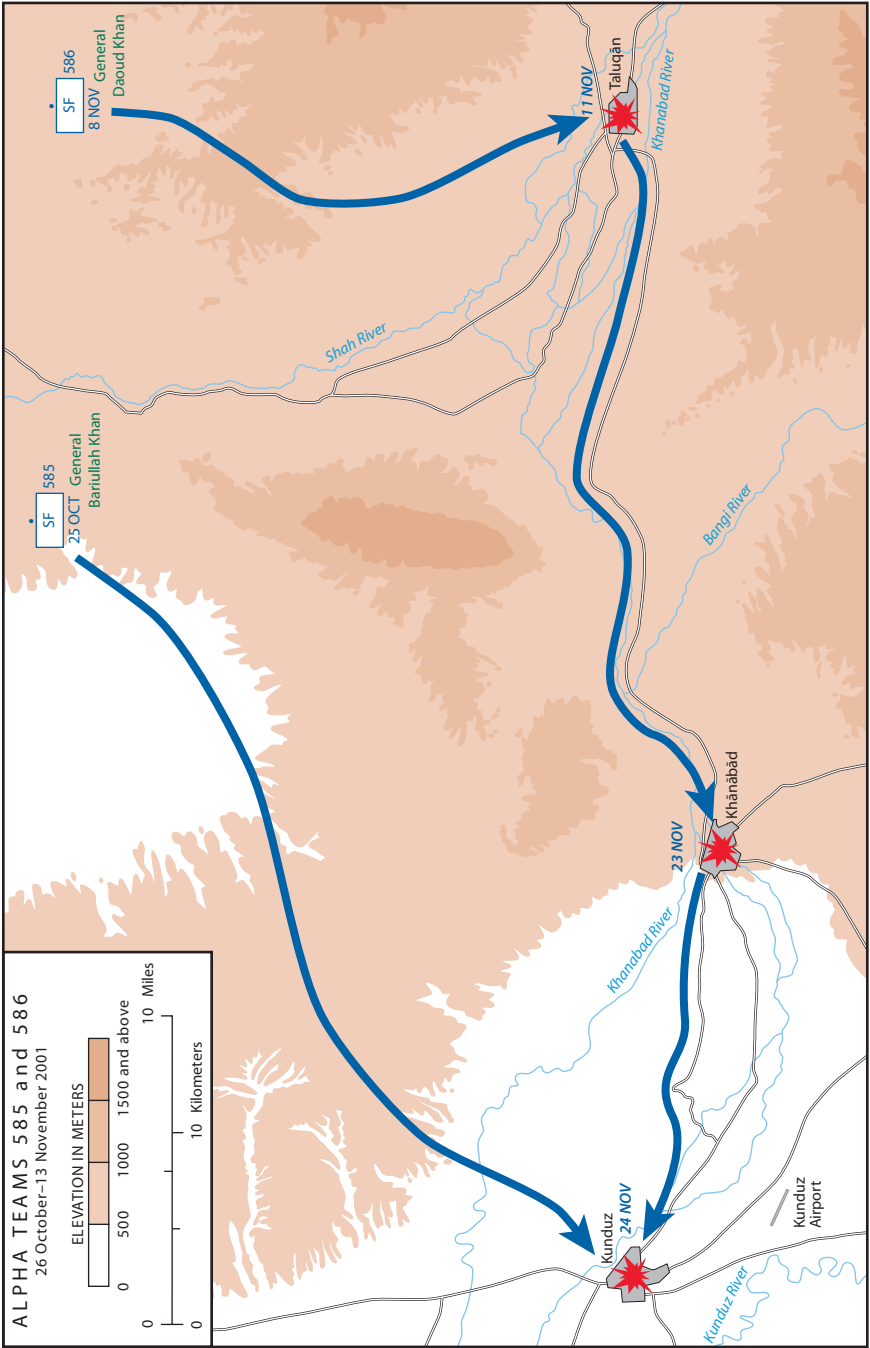 ALPHA TEAMS 585 and 586
26 October–13 November 2001
ELEVATION IN METERS
0 500 1000 1500 and above
0 10 Miles
0 10 Kilometers
SF 585
25 OCT General
Bariullah Khan
SF 586
8 NOV General
Daoud Khan
Shah River
11 NOV
Taluqān
Khanabad River
Bangi River
23 NOV
Khānābād
Khanabad River
Kunduz
24 NOV
Kunduz
Airport
Kunduz River